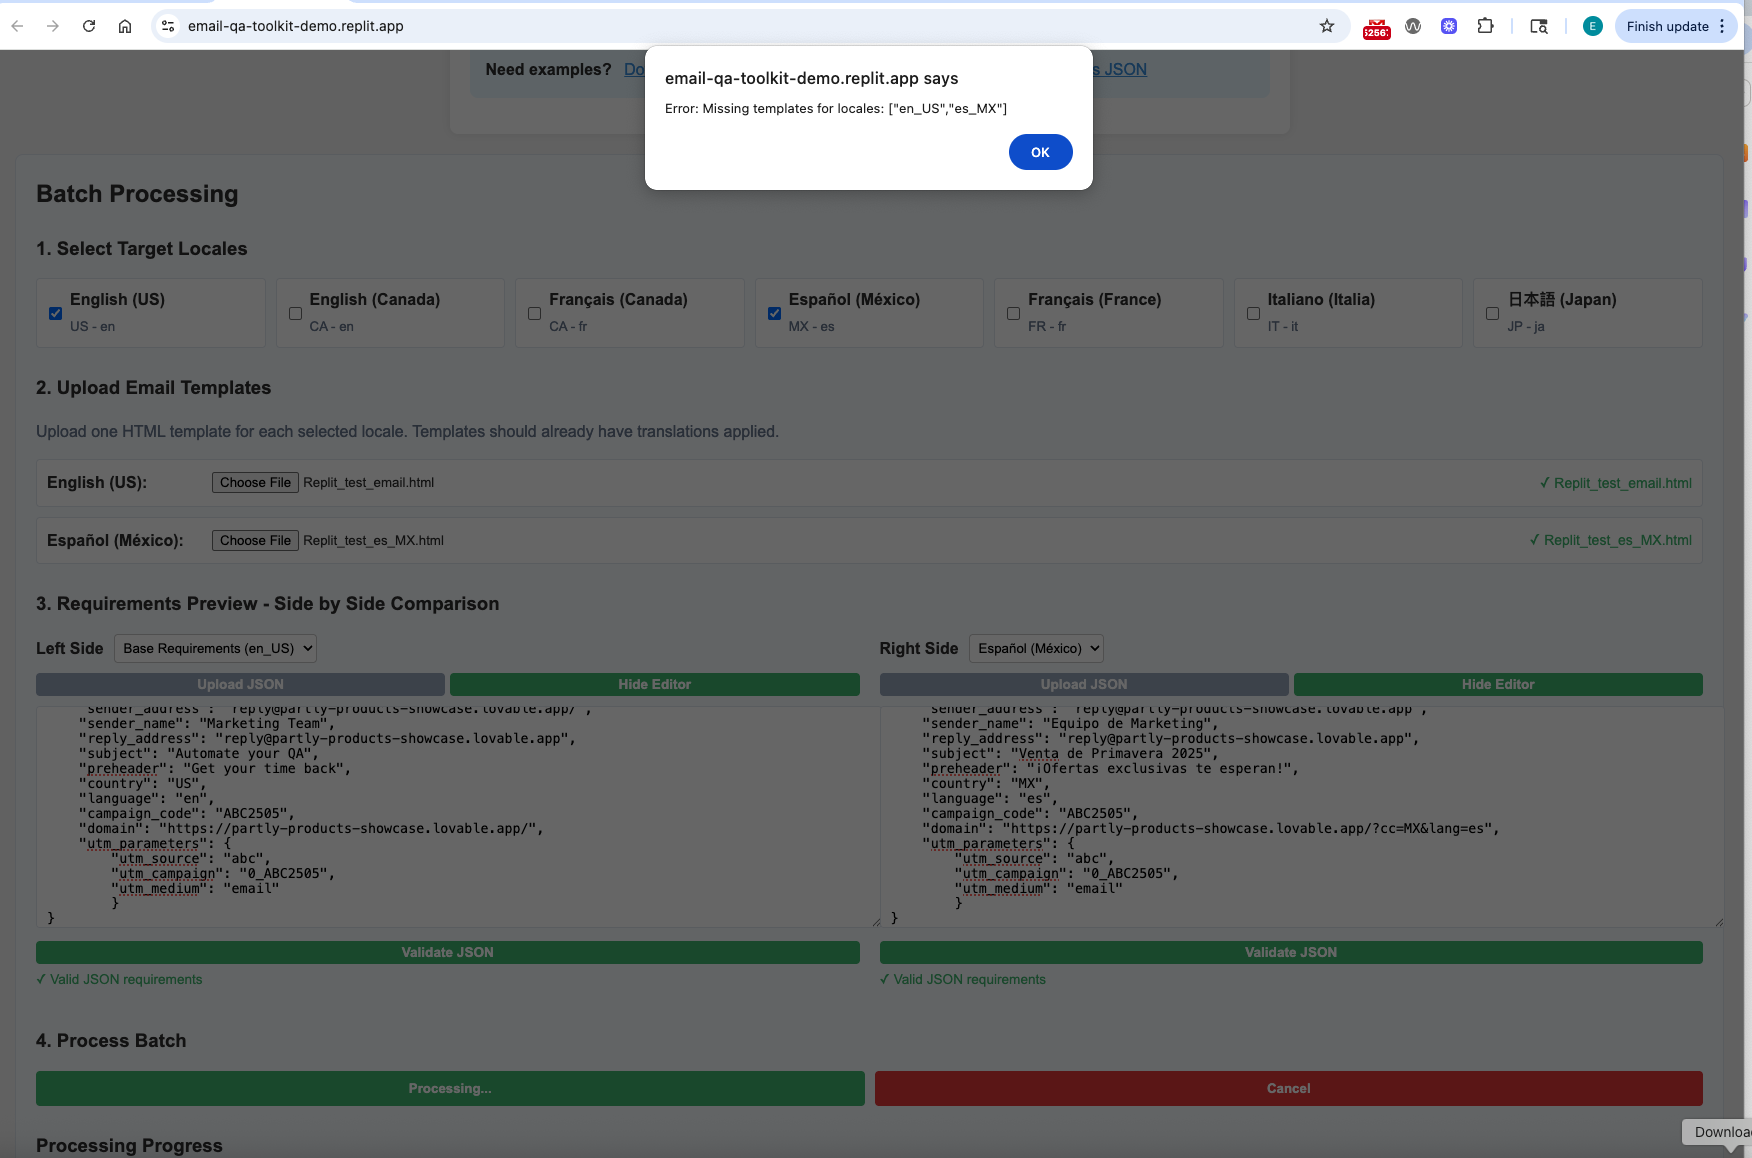 email-qa-toolkit-demo.replit.app
E
Finish update
Need examples? Do
s JSON
email-qa-toolkit-demo.replit.app says
Error: Missing templates for locales: ["en_US","es_MX"]
OK
Batch Processing
1. Select Target Locales
English (US)
US - en
English (Canada)
CA - en
Français (Canada)
CA - fr
Español (México)
MX - es
Français (France)
FR - fr
Italiano (Italia)
IT - it
日本語 (Japan)
JP - ja
2. Upload Email Templates
Upload one HTML template for each selected locale. Templates should already have translations applied.
English (US): Choose File Replit_test_email.html ✓ Replit_test_email.html
Español (México): Choose File Replit_test_es_MX.html ✓ Replit_test_es_MX.html
3. Requirements Preview - Side by Side Comparison
Left Side Base Requirements (en_US)
Upload JSON Hide Editor
"sender_address": "reply@partly-products-showcase.lovable.app/",
"sender_name": "Marketing Team",
"reply_address": "reply@partly-products-showcase.lovable.app",
"subject": "Automate your QA",
"preheader": "Get your time back",
"country": "US",
"language": "en",
"campaign_code": "ABC2505",
"domain": "https://partly-products-showcase.lovable.app/",
"utm_parameters": {
"utm_source": "abc",
"utm_campaign": "0_ABC2505",
"utm_medium": "email"
}
}
Validate JSON
✓ Valid JSON requirements
Right Side Español (México)
Upload JSON Hide Editor
"sender_address": "reply@partly-products-showcase.lovable.app",
"sender_name": "Equipo de Marketing",
"reply_address": "reply@partly-products-showcase.lovable.app",
"subject": "Venta de Primavera 2025",
"preheader": "¡Ofertas exclusivas te esperan!",
"country": "MX",
"language": "es",
"campaign_code": "ABC2505",
"domain": "https://partly-products-showcase.lovable.app/?cc=MX&lang=es",
"utm_parameters": {
"utm_source": "abc",
"utm_campaign": "0_ABC2505",
"utm_medium": "email"
}
}
Validate JSON
✓ Valid JSON requirements
4. Process Batch
Processing...
Cancel
Processing Progress
Downloa